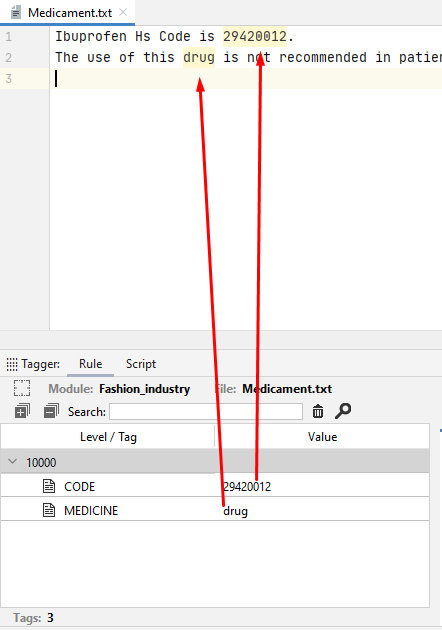 Medicament.txt
1 Ibuprofen Hs Code is 29420012.
2 The use of this drug is not recommended in patie
3
Tagger: Rule Script
Module: Fashion_industry File: Medicament.txt
Search:
Level / Tag Value
10000
CODE 29420012
MEDICINE drug
Tags: 3